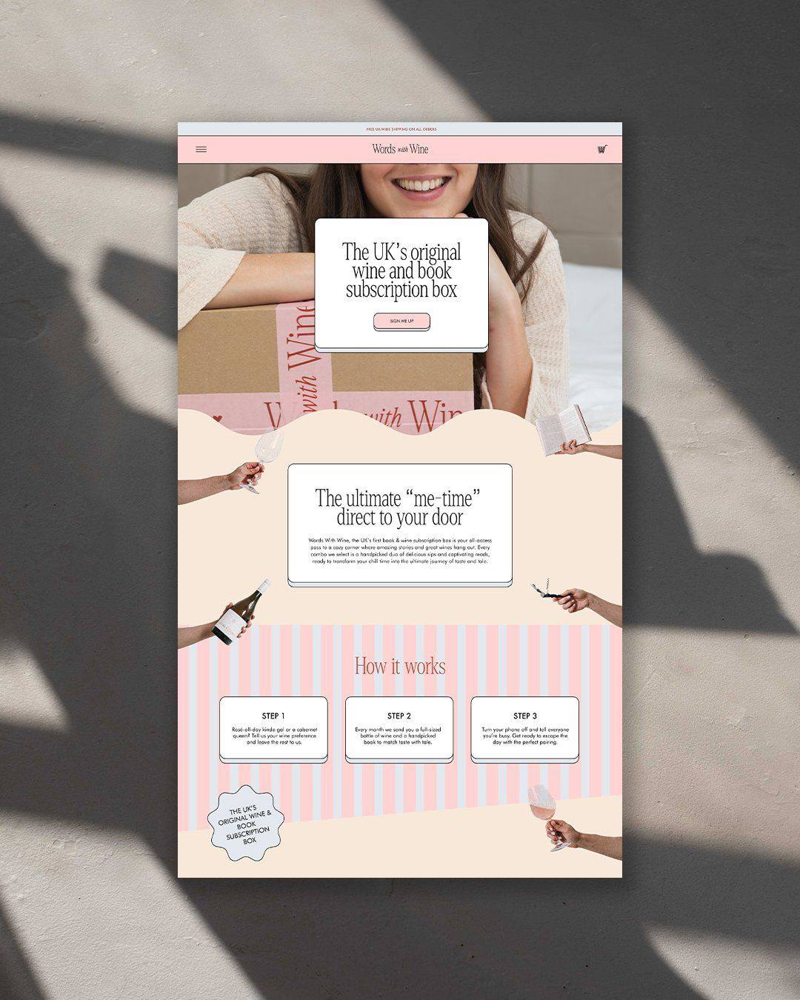 FREE UK-WIDE SHIPPING ON ALL ORDERS
Words with Wine
The UK's original
wine and book
subscription box
SIGN ME UP
with Wine
with Win
The ultimate “me-time”
direct to your door
Words With Wine, the UK's first book & wine subscription box is your all-access
pass to a cozy corner where amazing stories and great wines hang out. Every
combo we select is a handpicked duo of delicious sips and captivating reads,
ready to transform your chill time into the ultimate journey of taste and tale.
How it works
STEP 1
Rosé-all-day kinda gal or a cabernet
queen? Tell us your wine preference
and leave the rest to us.
STEP 2
Every month we send you a full-sized
bottle of wine and a handpicked
book to match taste with tale.
STEP 3
Turn your phone off and tell everyone
you're busy. Get ready to escape the
day with the perfect pairing.
THE UK'S
ORIGINAL WINE &
BOOK
SUBSCRIPTION
BOX